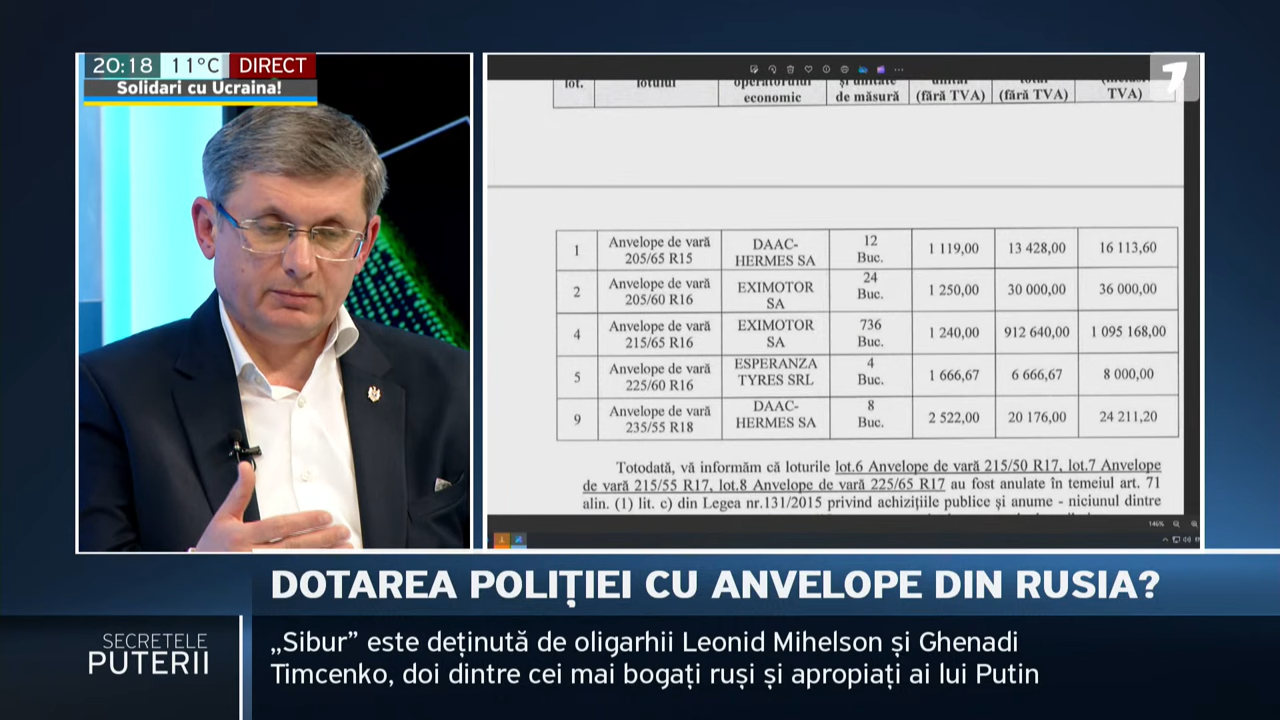 20:18 11°C DIRECT
Solidari cu Ucraina!
lot. lotului operatorului și unitate unitar total (inclusiv
economic de măsură (fără TVA) (fără TVA) TVA)
1 Anvelope de vară 205/65 R15 DAAC-HERMES SA 12 Buc. 1 119,00 13 428,00 16 113,60
2 Anvelope de vară 205/60 R16 EXIMOTOR SA 24 Buc. 1 250,00 30 000,00 36 000,00
4 Anvelope de vară 215/65 R16 EXIMOTOR SA 736 Buc. 1 240,00 912 640,00 1 095 168,00
5 Anvelope de vară 225/60 R16 ESPERANZA TYRES SRL 4 Buc. 1 666,67 6 666,67 8 000,00
9 Anvelope de vară 235/55 R18 DAAC-HERMES SA 8 Buc. 2 522,00 20 176,00 24 211,20
Totodată, vă informăm că loturile lot.6 Anvelope de vară 215/50 R17, lot.7 Anvelope
de vară 215/55 R17, lot.8 Anvelope de vară 225/65 R17 au fost anulate în temeiul art. 71
alin. (1) lit. c) din Legea nr.131/2015 privind achizițiile publice și anume - niciunul dintre
146%
DOTAREA POLIȚIEI CU ANVELOPE DIN RUSIA?
SECRETELE
PUTERII
„Sibur” este deținută de oligarhii Leonid Mihelson și Ghenadi
Timcenko, doi dintre cei mai bogați ruși și apropiați ai lui Putin